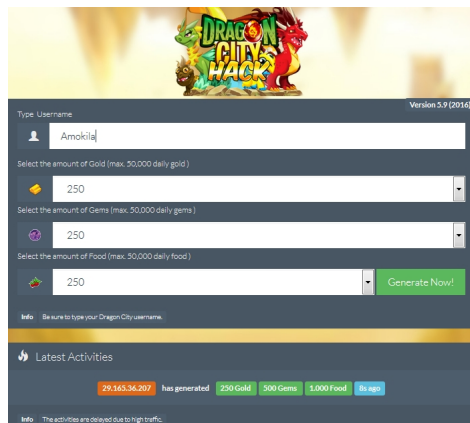 DRAGON
CITY
HACK
Version 5.9 (2016)
Type Username
Amokila
Select the amount of Gold (max. 50,000 daily gold )
250
Select the amount of Gems (max. 50,000 daily gems )
250
Select the amount of Food (max. 50,000 daily food )
250 Generate Now!
Info Be sure to type your Dragon City username.
Latest Activities
29.165.36.207 has generated 250 Gold 500 Gems 1.000 Food 8s ago
Info The activities are delayed due to high traffic.